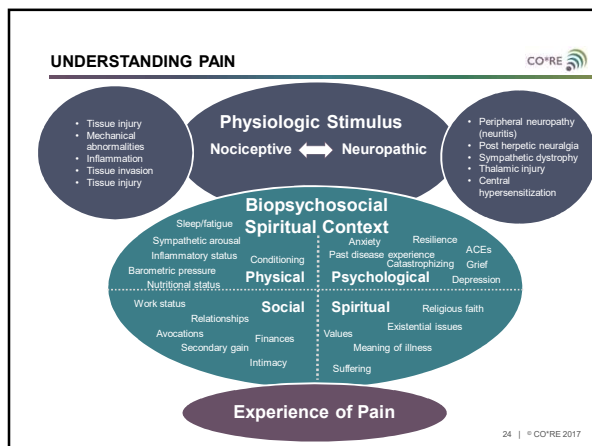 UNDERSTANDING PAIN
CO*RE
• Tissue injury
• Mechanical
abnormalities
• Inflammation
• Tissue invasion
• Tissue injury
Physiologic Stimulus
Nociceptive
Neuropathic
• Peripheral neuropathy
(neuritis)
• Post herpetic neuralgia
• Sympathetic dystrophy
• Thalamic injury
• Central
hypersensitization
Biopsychosocial
Spiritual Context
Sleep/fatigue
Sympathetic arousal
Inflammatory status
Conditioning
Barometric pressure
Physical
Nutritional status
Anxiety
Resilience
Past disease experience
ACEs
Catastrophizing
Grief
Psychological
Depression
Work status
Social
Relationships
Avocations
Finances
Secondary gain
Intimacy
Spiritual
Religious faith
Existential issues
Values
Meaning of illness
Suffering
Experience of Pain
24 | © CO*RE 2017